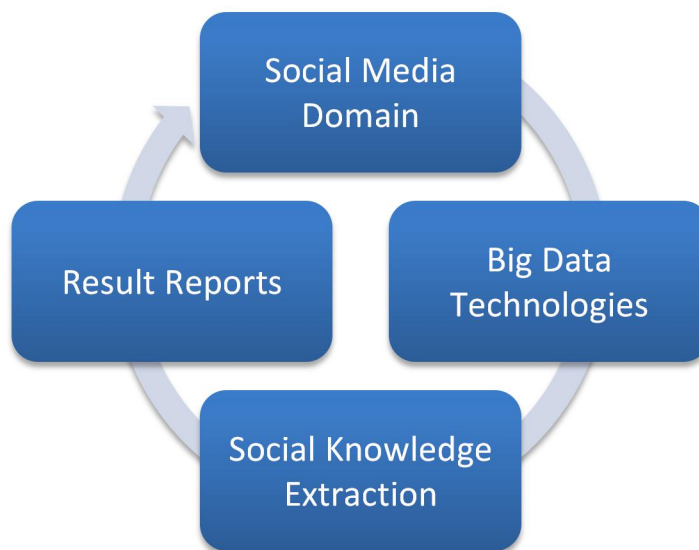 Social Media
Domain
Big Data
Technologies
Social Knowledge
Extraction
Result Reports